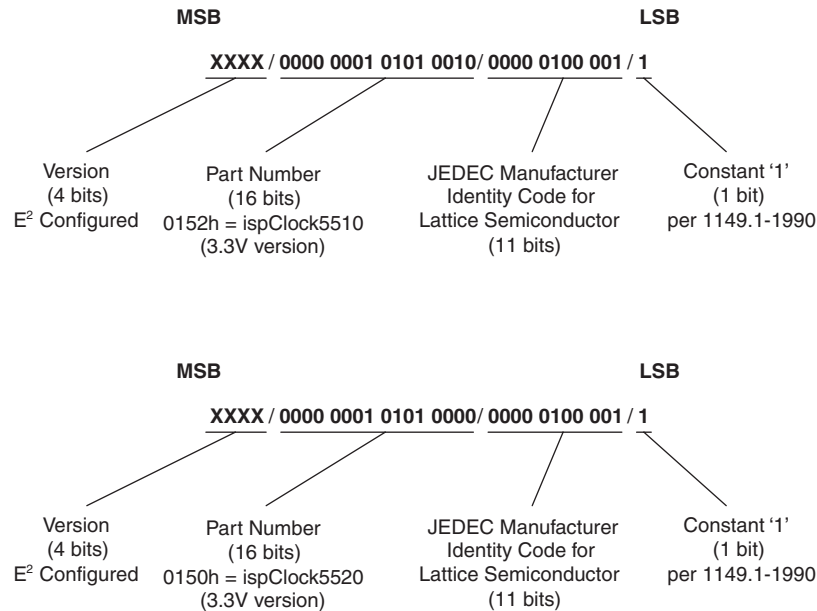 MSB LSB
XXXX / 0000 0001 0101 0010/ 0000 0100 001 / 1
Version
(4 bits)
E² Configured
Part Number
(16 bits)
0152h = ispClock5510
(3.3V version)
JEDEC Manufacturer
Identity Code for
Lattice Semiconductor
(11 bits)
Constant ‘1’
(1 bit)
per 1149.1-1990
MSB LSB
XXXX / 0000 0001 0101 0000/ 0000 0100 001 / 1
Version
(4 bits)
E² Configured
Part Number
(16 bits)
0150h = ispClock5520
(3.3V version)
JEDEC Manufacturer
Identity Code for
Lattice Semiconductor
(11 bits)
Constant ‘1’
(1 bit)
per 1149.1-1990